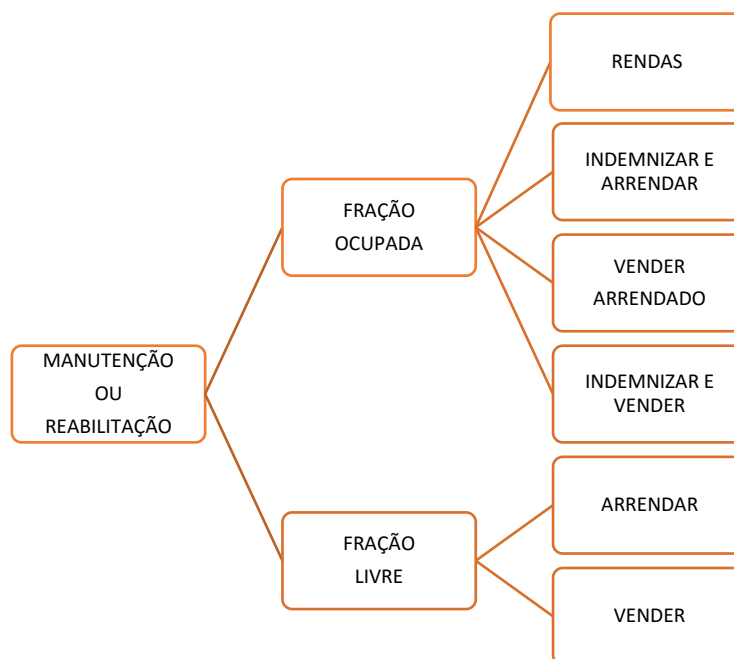 RENDAS
INDEMNIZAR E
ARRENDAR
FRAÇÃO
OCUPADA
VENDER
ARRENDADO
MANUTENÇÃO
OU
REABILITAÇÃO
INDEMNIZAR E
VENDER
ARRENDAR
FRAÇÃO
LIVRE
VENDER